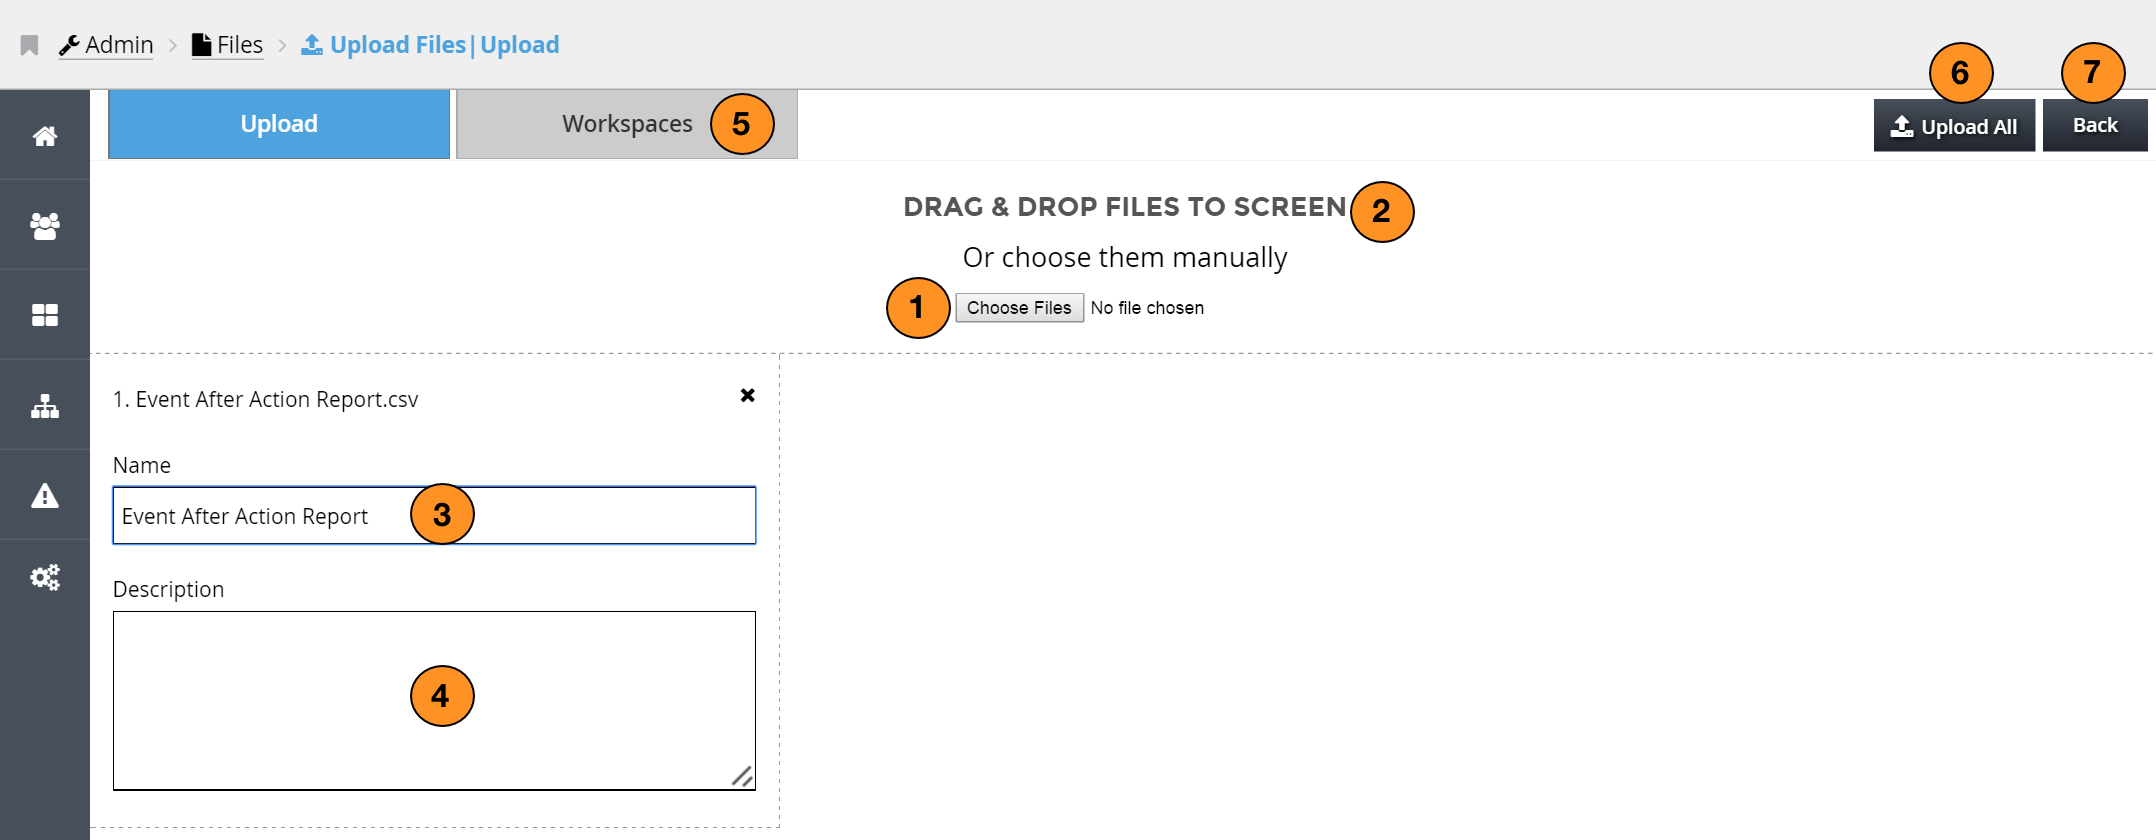 Admin > Files > Upload Files|Upload
6
7
Upload
Workspaces
5
Upload All
Back
DRAG & DROP FILES TO SCREEN
2
Or choose them manually
1
Choose Files
No file chosen
1. Event After Action Report.csv
Name
Event After Action Report
3
Description
4